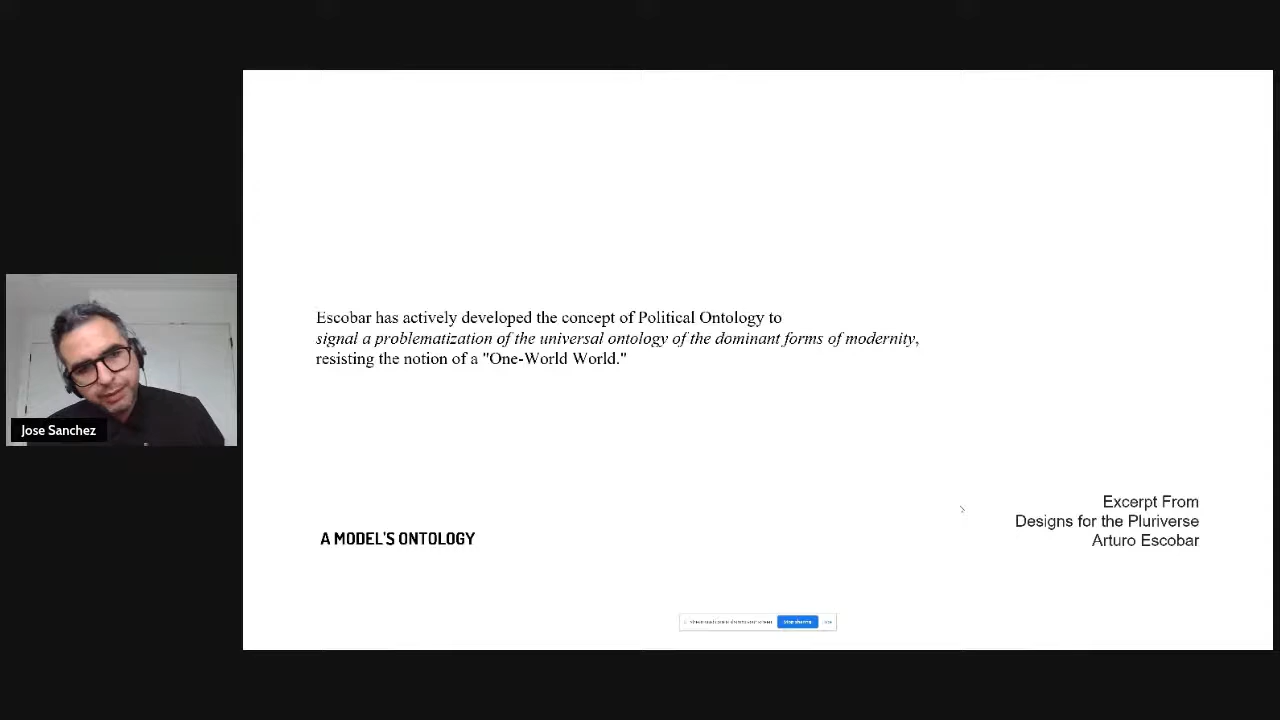 Escobar has actively developed the concept of Political Ontology to
signal a problematization of the universal ontology of the dominant forms of modernity,
resisting the notion of a "One-World World."
Jose Sanchez
Excerpt From
Designs for the Pluriverse
Arturo Escobar
A MODEL'S ONTOLOGY
Stop sharing